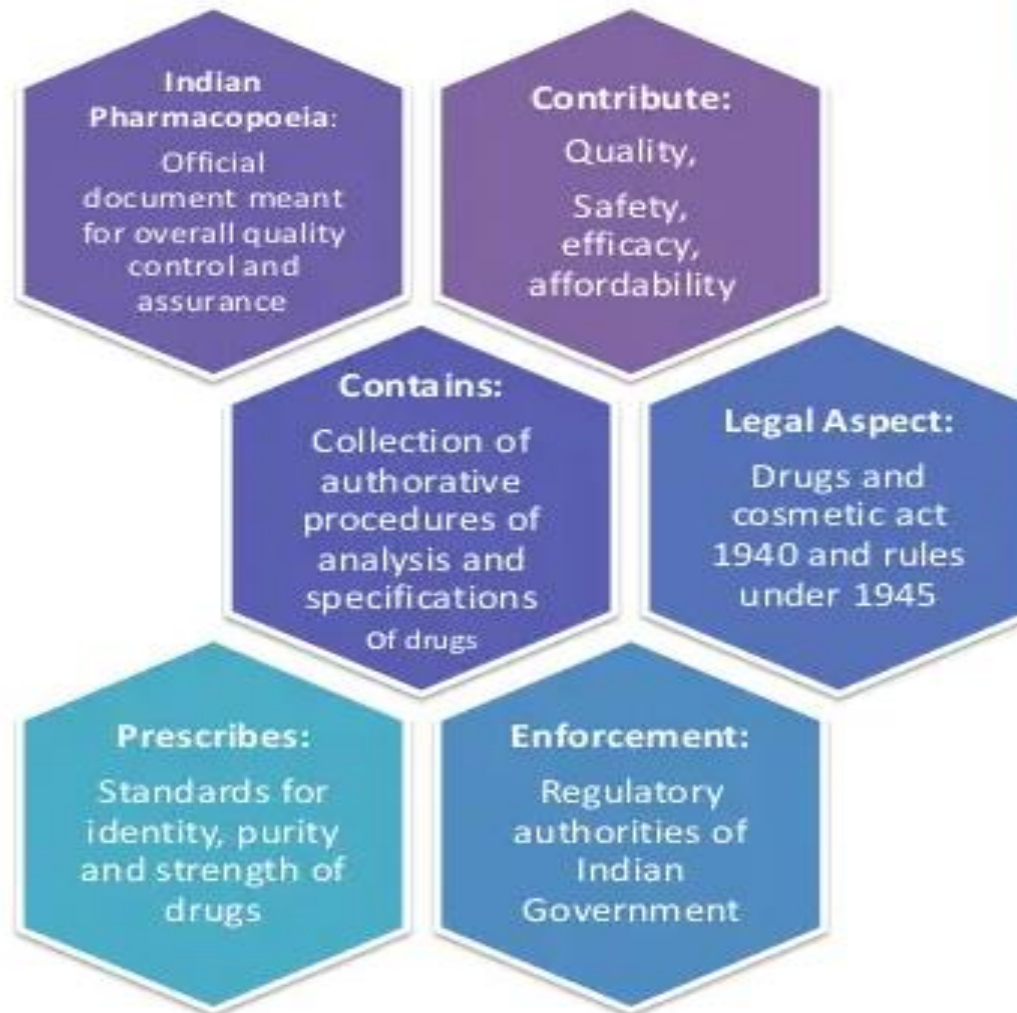 Indian
Pharmacopoeia:
Official
document meant
for overall quality
control and
assurance
Contribute:
Quality,
Safety,
efficacy,
affordability
Contains:
Collection of
authorative
procedures of
analysis and
specifications
Of drugs
Legal Aspect:
Drugs and
cosmetic act
1940 and rules
under 1945
Prescribes:
Standards for
identity, purity
and strength of
drugs
Enforcement:
Regulatory
authorities of
Indian
Government